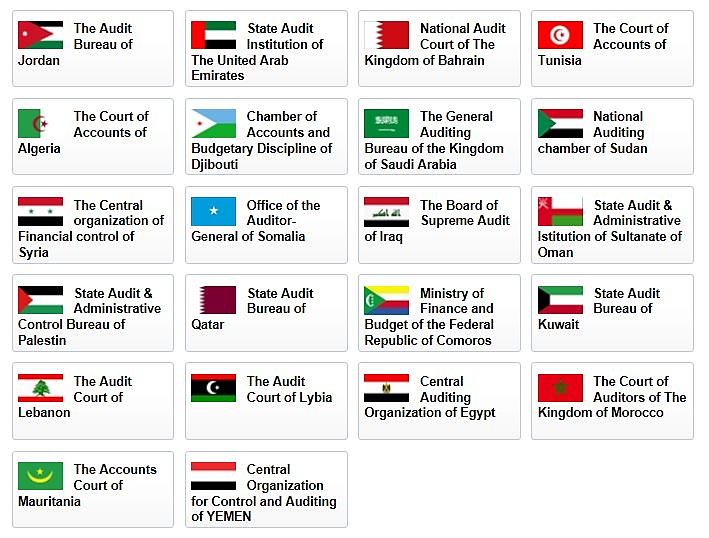 The Audit
Bureau of
Jordan
State Audit
Institution of
The United Arab
Emirates
National Audit
Court of The
Kingdom of Bahrain
The Court of
Accounts of
Tunisia
The Court of
Accounts of
Algeria
Chamber of
Accounts and
Budgetary Discipline of
Djibouti
The General
Auditing
Bureau of the Kingdom
of Saudi Arabia
National
Auditing
chamber of Sudan
The Central
organization of
Financial control of
Syria
Office of the
Auditor-
General of Somalia
The Board of
Supreme Audit
of Iraq
State Audit &
Administrative
Istitution of Sultanate of
Oman
State Audit &
Administrative
Control Bureau of
Palestin
State Audit
Bureau of
Qatar
Ministry of
Finance and
Budget of the Federal
Republic of Comoros
State Audit
Bureau of
Kuwait
The Audit
Court of
Lebanon
The Audit
Court of Lybia
Central
Auditing
Organization of Egypt
The Court of
Auditors of The
Kingdom of Morocco
The Accounts
Court of
Mauritania
Central
Organization
for Control and Auditing
of YEMEN